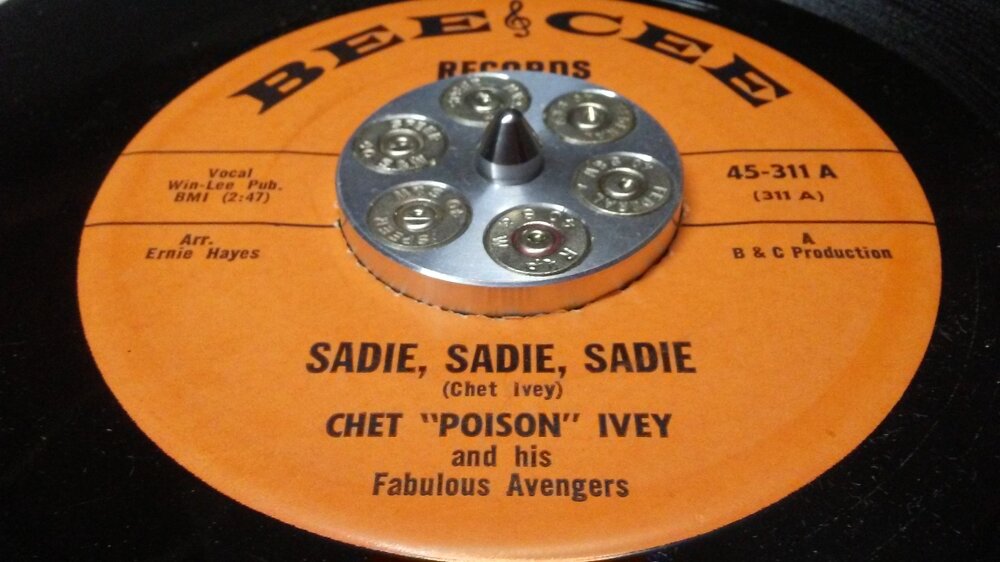 BEE CEE
RECORDS
Vocal
Win-Lee Pub.
BMI (2:47)
45-311 A
(311 A)
Arr.
Ernie Hayes
A
B & C Production
SADIE, SADIE, SADIE
(Chet Ivey)
CHET "POISON" IVEY
and his
Fabulous Avengers